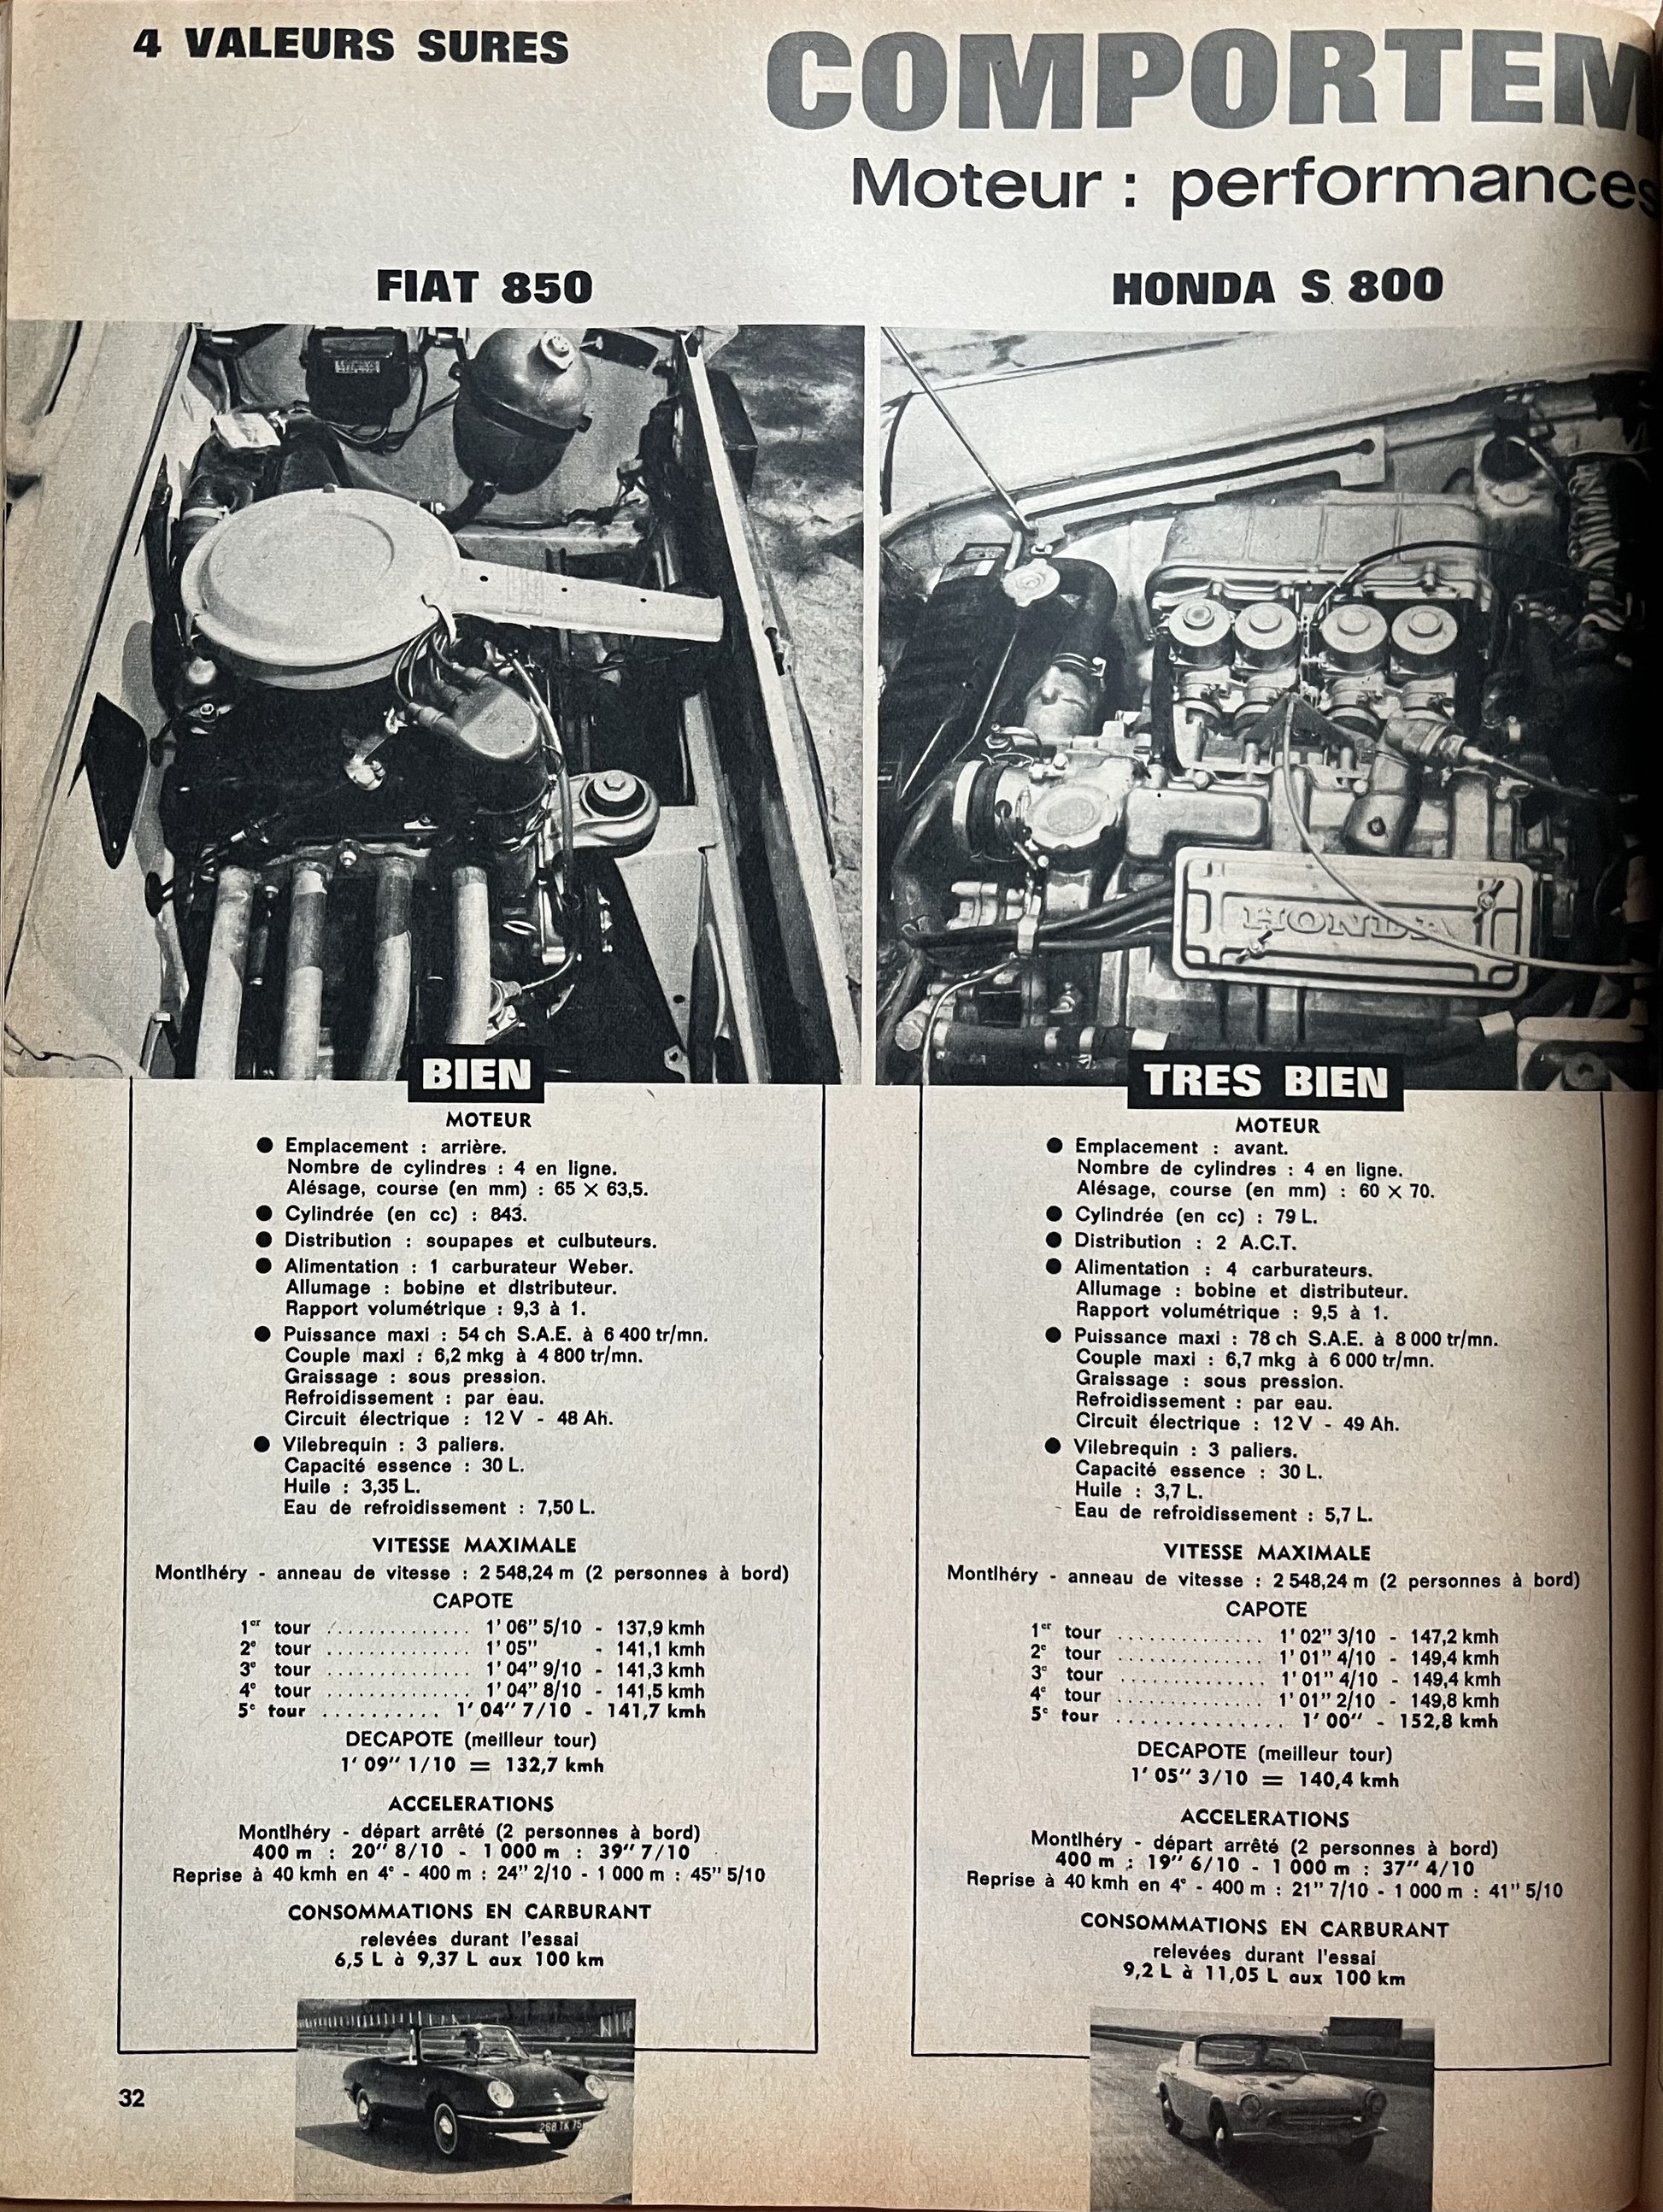 4 VALEURS SURES
COMPORTEM
Moteur : performances
FIAT 850
BIEN
MOTEUR
● Emplacement : arrière.
Nombre de cylindres : 4 en ligne.
Alésage, course (en mm) : 65 × 63,5.
● Cylindrée (en cc) : 843.
● Distribution : soupapes et culbuteurs.
● Alimentation : 1 carburateur Weber.
Allumage : bobine et distributeur.
Rapport volumétrique : 9,3 à 1.
● Puissance maxi : 54 ch S.A.E. à 6 400 tr/mn.
Couple maxi : 6,2 mkg à 4 800 tr/mn.
Graissage : sous pression.
Refroidissement : par eau.
Circuit électrique : 12 V - 48 Ah.
● Vilebrequin : 3 paliers.
Capacité essence : 30 L.
Huile : 3,35 L.
Eau de refroidissement : 7,50 L.
VITESSE MAXIMALE
Montlhéry - anneau de vitesse : 2 548,24 m (2 personnes à bord)
CAPOTE
1er tour .............. 1' 06'' 5/10 - 137,9 kmh
2e tour .............. 1' 05'' - 141,1 kmh
3e tour .............. 1' 04'' 9/10 - 141,3 kmh
4e tour .............. 1' 04'' 8/10 - 141,5 kmh
5e tour .......... 1' 04'' 7/10 - 141,7 kmh
DECAPOTE (meilleur tour)
1' 09'' 1/10 = 132,7 kmh
ACCELERATIONS
Montlhéry - départ arrêté (2 personnes à bord)
400 m : 20'' 8/10 - 1 000 m : 39'' 7/10
Reprise à 40 kmh en 4e - 400 m : 24'' 2/10 - 1 000 m : 45'' 5/10
CONSOMMATIONS EN CARBURANT
relevées durant l'essai
6,5 L à 9,37 L aux 100 km
268 TK 75
32
HONDA S 800
HONDA
TRES BIEN
MOTEUR
● Emplacement : avant.
Nombre de cylindres : 4 en ligne.
Alésage, course (en mm) : 60 × 70.
● Cylindrée (en cc) : 79 L.
● Distribution : 2 A.C.T.
● Alimentation : 4 carburateurs.
Allumage : bobine et distributeur.
Rapport volumétrique : 9,5 à 1.
● Puissance maxi : 78 ch S.A.E. à 8 000 tr/mn.
Couple maxi : 6,7 mkg à 6 000 tr/mn.
Graissage : sous pression.
Refroidissement : par eau.
Circuit électrique : 12 V - 49 Ah.
● Vilebrequin : 3 paliers.
Capacité essence : 30 L.
Huile : 3,7 L.
Eau de refroidissement : 5,7 L.
VITESSE MAXIMALE
Montlhéry - anneau de vitesse : 2 548,24 m (2 personnes à bord)
CAPOTE
1er tour .............. 1' 02'' 3/10 - 147,2 kmh
2e tour .............. 1' 01'' 4/10 - 149,4 kmh
3e tour .............. 1' 01'' 4/10 - 149,4 kmh
4e tour .............. 1' 01'' 2/10 - 149,8 kmh
5e tour ................ 1' 00'' - 152,8 kmh
DECAPOTE (meilleur tour)
1' 05'' 3/10 = 140,4 kmh
ACCELERATIONS
Montlhéry - départ arrêté (2 personnes à bord)
400 m : 19'' 6/10 - 1 000 m : 37'' 4/10
Reprise à 40 kmh en 4e - 400 m : 21'' 7/10 - 1 000 m : 41'' 5/10
CONSOMMATIONS EN CARBURANT
relevées durant l'essai
9,2 L à 11,05 L aux 100 km